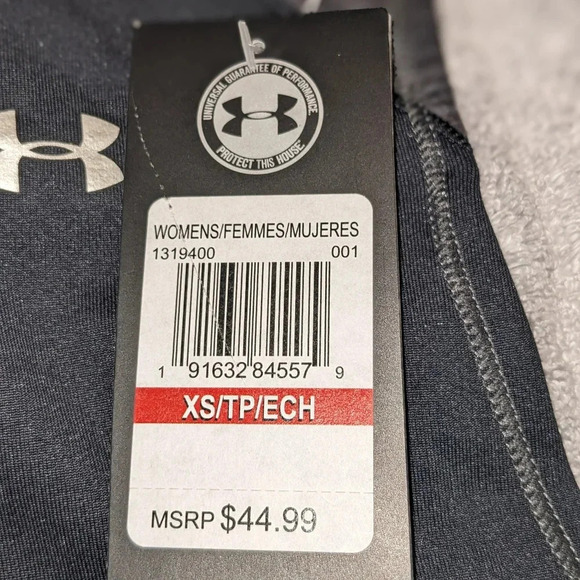 UNIVERSAL GUARANTEE OF PERFORMANCE
PROTECT THIS HOUSE
WOMENS/FEMMES/MUJERES
1319400 001
1 91632 84557 9
XS/TP/ECH
MSRP $44.99